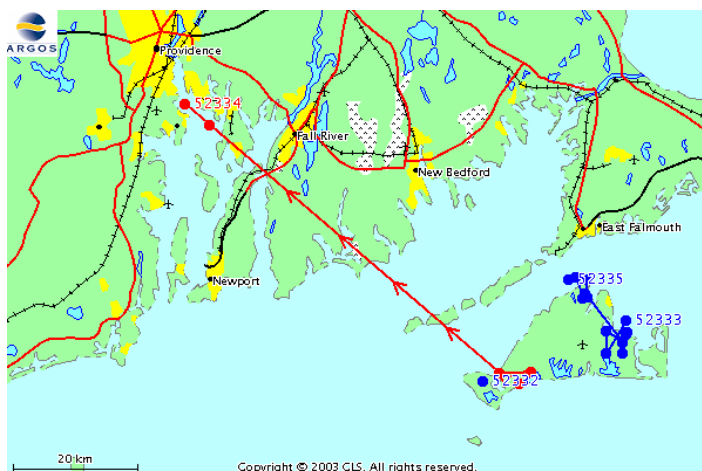 ARGOS
Providence
52334
Fall River
New Bedford
East Falmouth
Newport
52335
52333
52332
20 km
Copyright © 2003 CLS. All rights reserved.